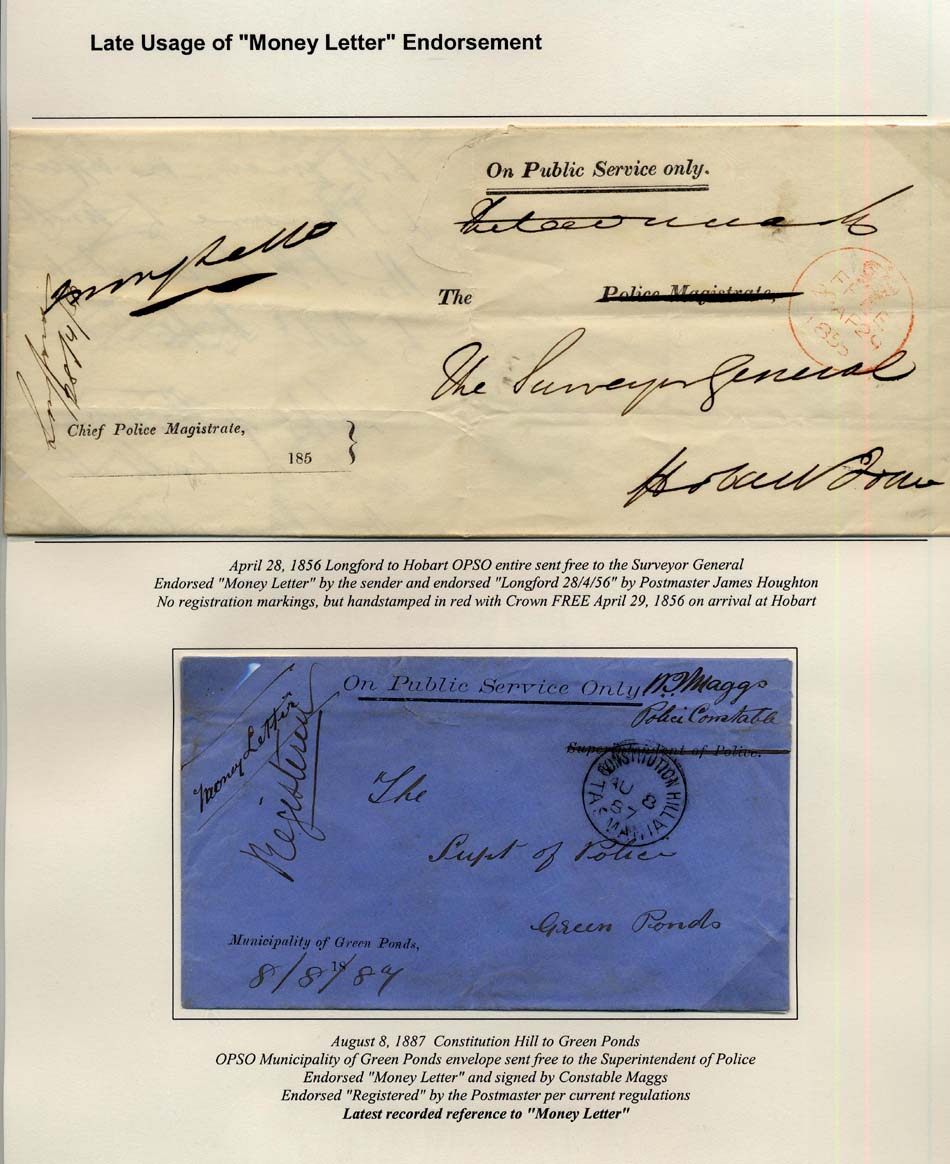 Late Usage of "Money Letter" Endorsement
On Public Service only.
Money Letter
The
Police Magistrate,
Longford
28/4/56
The Surveyor General
Chief Police Magistrate,
185
Hobart Town
April 28, 1856 Longford to Hobart OPSO entire sent free to the Surveyor General
Endorsed "Money Letter" by the sender and endorsed "Longford 28/4/56" by Postmaster James Houghton
No registration markings, but handstamped in red with Crown FREE April 29, 1856 on arrival at Hobart
On Public Service Only
W Maggs
Police Constable
Superintendent of Police.
Money Letter
Registered
CONSTITUTION HILL
AU 8
87
TASMANIA
The
Supt of Police
Green Ponds
Municipality of Green Ponds,
18
8/8/87
August 8, 1887 Constitution Hill to Green Ponds
OPSO Municipality of Green Ponds envelope sent free to the Superintendent of Police
Endorsed "Money Letter" and signed by Constable Maggs
Endorsed "Registered" by the Postmaster per current regulations
Latest recorded reference to "Money Letter"